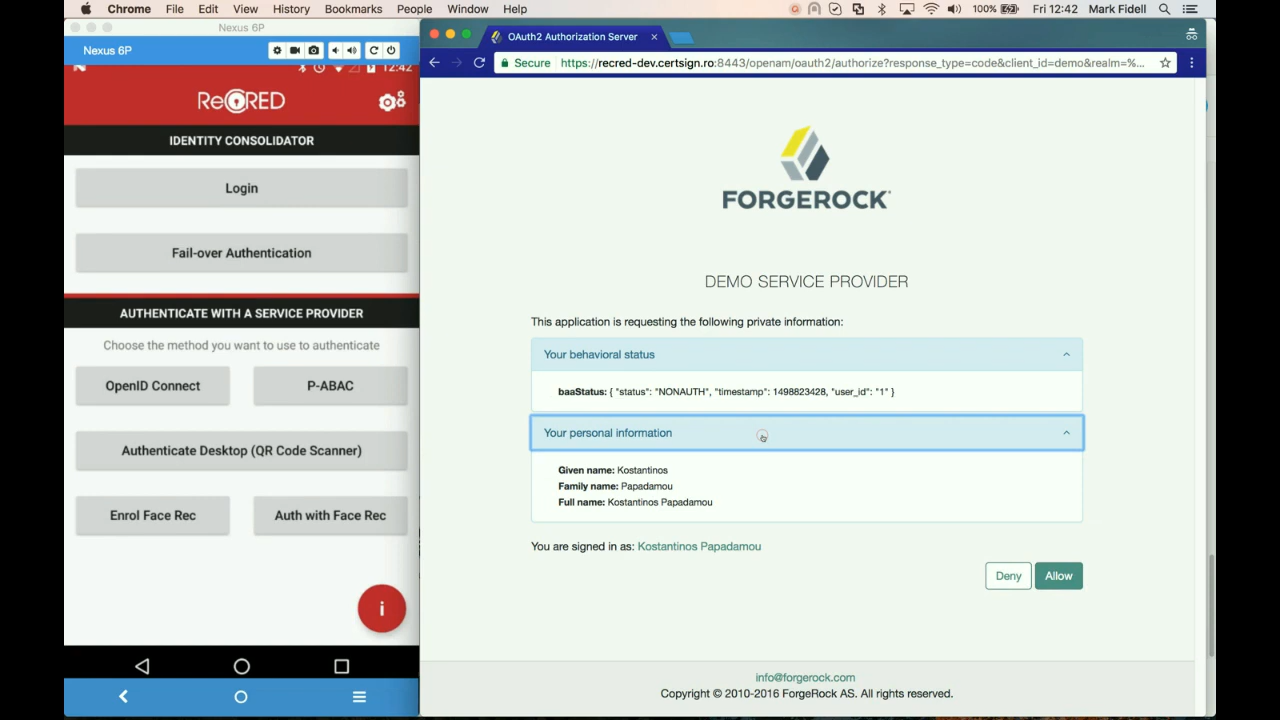 Chrome File Edit View History Bookmarks People Window Help 100% Fri 12:42 Mark Fidell
Nexus 6P
Nexus 6P
12:42
ReCRED
IDENTITY CONSOLIDATOR
Login
Fail-over Authentication
AUTHENTICATE WITH A SERVICE PROVIDER
Choose the method you want to use to authenticate
OpenID Connect P-ABAC
Authenticate Desktop (QR Code Scanner)
Enrol Face Rec Auth with Face Rec
i
OAuth2 Authorization Server
Secure https://recred-dev.certsign.ro:8443/openam/oauth2/authorize?response_type=code&client_id=demo&realm=%...
FORGEROCK
DEMO SERVICE PROVIDER
This application is requesting the following private information:
Your behavioral status
baaStatus: { "status": "NONAUTH", "timestamp": 1498823428, "user_id": "1" }
Your personal information
Given name: Kostantinos
Family name: Papadamou
Full name: Kostantinos Papadamou
You are signed in as: Kostantinos Papadamou
Deny Allow
info@forgerock.com
Copyright © 2010-2016 ForgeRock AS. All rights reserved.